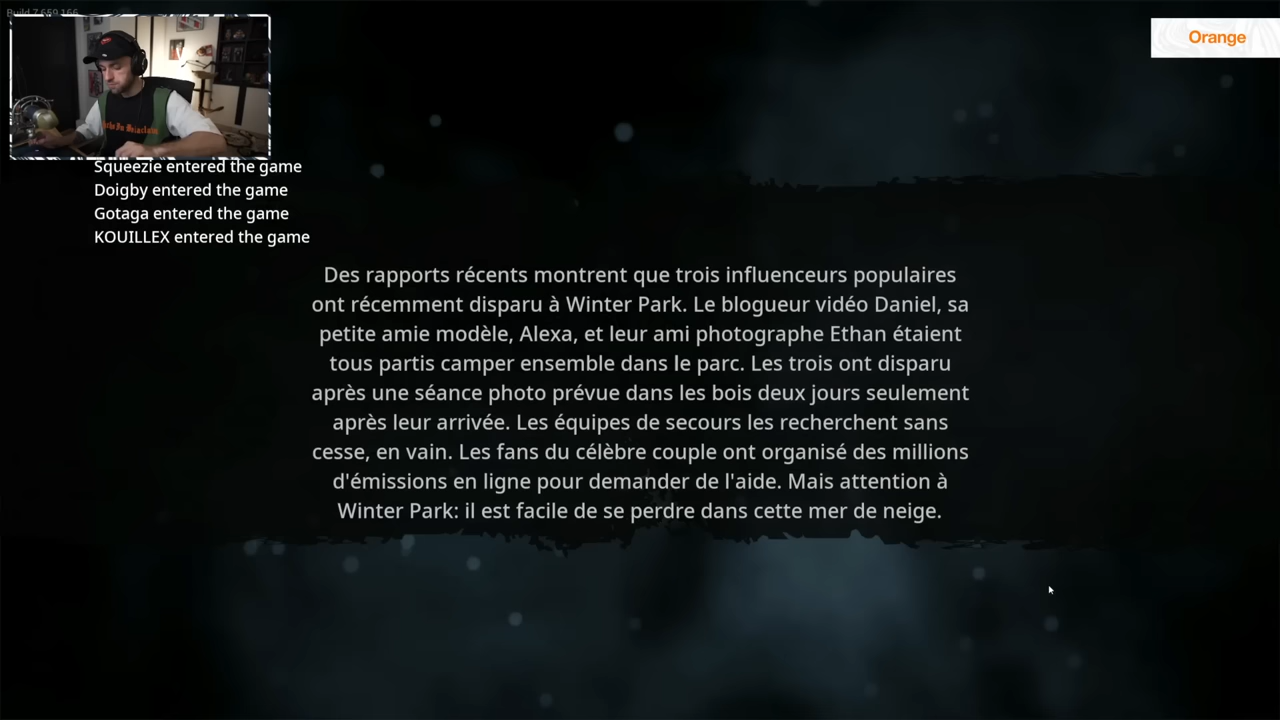 Build 7 659 166
Orange
Squeezie entered the game
Doigby entered the game
Gotaga entered the game
KOUILLEX entered the game
Des rapports récents montrent que trois influenceurs populaires
ont récemment disparu à Winter Park. Le blogueur vidéo Daniel, sa
petite amie modèle, Alexa, et leur ami photographe Ethan étaient
tous partis camper ensemble dans le parc. Les trois ont disparu
après une séance photo prévue dans les bois deux jours seulement
après leur arrivée. Les équipes de secours les recherchent sans
cesse, en vain. Les fans du célèbre couple ont organisé des millions
d'émissions en ligne pour demander de l'aide. Mais attention à
Winter Park: il est facile de se perdre dans cette mer de neige.